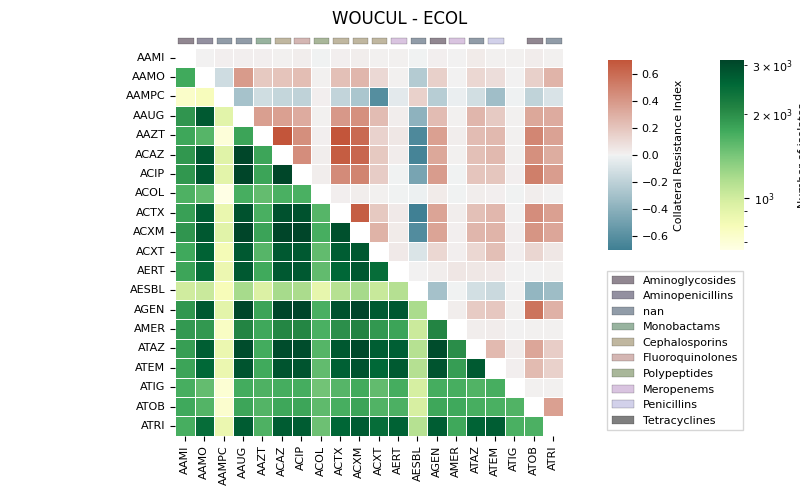 WOUCUL - ECOL
AAMI
AAMO
AAMPC
AAUG
AAZT
ACAZ
ACIP
ACOL
ACTX
ACXM
ACXT
AERT
AESBL
AGEN
AMER
ATAZ
ATEM
ATIG
ATOB
ATRI
AAMI AAMO AAMPC AAUG AAZT ACAZ ACIP ACOL ACTX ACXM ACXT AERT AESBL AGEN AMER ATAZ ATEM ATIG ATOB ATRI
0.6
0.4
0.2
0.0
−0.2
−0.4
−0.6
Collateral Resistance Index
3 × 10³
2 × 10³
10³
Aminoglycosides
Aminopenicillins
nan
Monobactams
Cephalosporins
Fluoroquinolones
Polypeptides
Meropenems
Penicillins
Tetracyclines